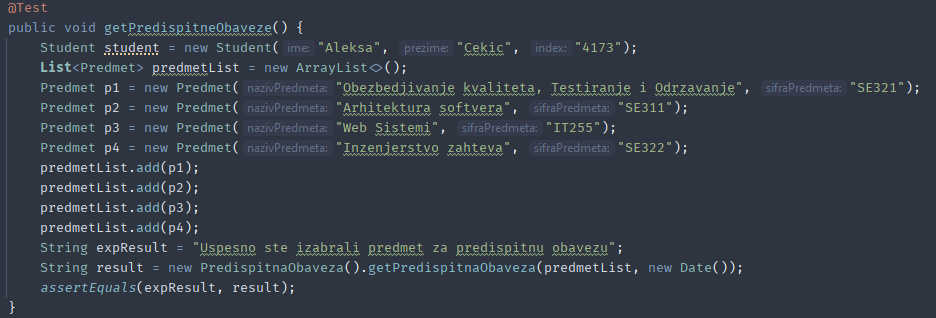 @Test
public void getPredispitneObaveze() {
    Student student = new Student( ime: "Aleksa", prezime: "Cekic", index: "4173");
    List<Predmet> predmetList = new ArrayList<>();
    Predmet p1 = new Predmet( nazivPredmeta: "Obezbedjivanje kvaliteta, Testiranje i Odrzavanje", sifraPredmeta: "SE321");
    Predmet p2 = new Predmet( nazivPredmeta: "Arhitektura softvera", sifraPredmeta: "SE311");
    Predmet p3 = new Predmet( nazivPredmeta: "Web Sistemi", sifraPredmeta: "IT255");
    Predmet p4 = new Predmet( nazivPredmeta: "Inzenjerstvo zahteva", sifraPredmeta: "SE322");
    predmetList.add(p1);
    predmetList.add(p2);
    predmetList.add(p3);
    predmetList.add(p4);
    String expResult = "Uspesno ste izabrali predmet za predispitnu obavezu";
    String result = new PredispitnaObaveza().getPredispitnaObaveza(predmetList, new Date());
    assertEquals(expResult, result);
}